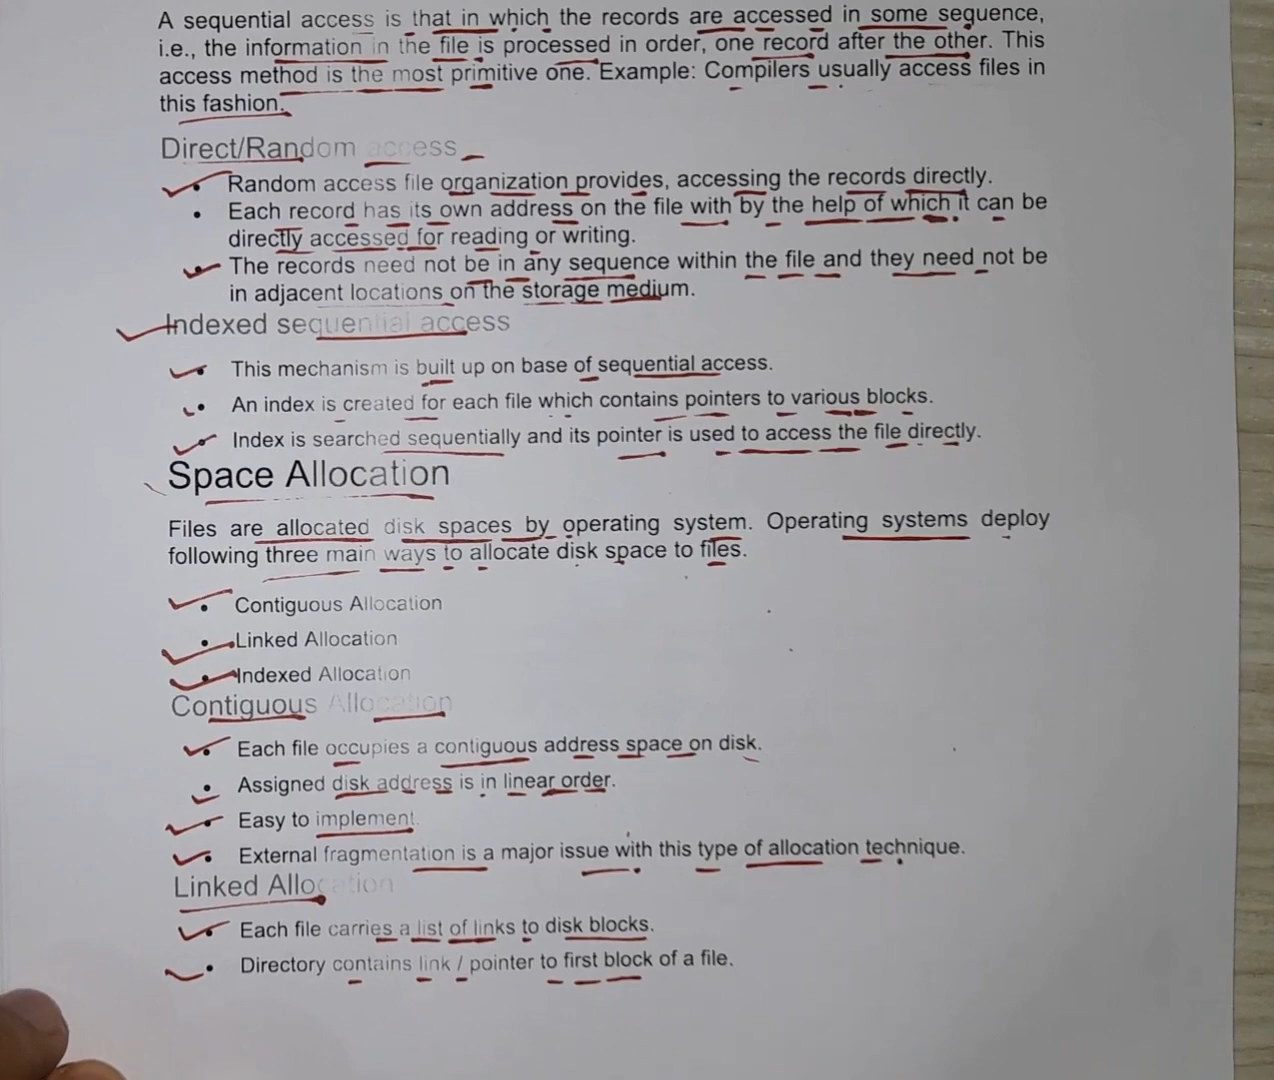 A sequential access is that in which the records are accessed in some sequence,
i.e., the information in the file is processed in order, one record after the other. This
access method is the most primitive one. Example: Compilers usually access files in
this fashion.
Direct/Random access
• Random access file organization provides, accessing the records directly.
• Each record has its own address on the file with by the help of which it can be
directly accessed for reading or writing.
• The records need not be in any sequence within the file and they need not be
in adjacent locations on the storage medium.
Indexed sequential access
• This mechanism is built up on base of sequential access.
• An index is created for each file which contains pointers to various blocks.
• Index is searched sequentially and its pointer is used to access the file directly.
Space Allocation
Files are allocated disk spaces by operating system. Operating systems deploy
following three main ways to allocate disk space to files.
• Contiguous Allocation
• Linked Allocation
• Indexed Allocation
Contiguous Allocation
• Each file occupies a contiguous address space on disk.
• Assigned disk address is in linear order.
• Easy to implement.
• External fragmentation is a major issue with this type of allocation technique.
Linked Allocation
• Each file carries a list of links to disk blocks.
• Directory contains link / pointer to first block of a file.